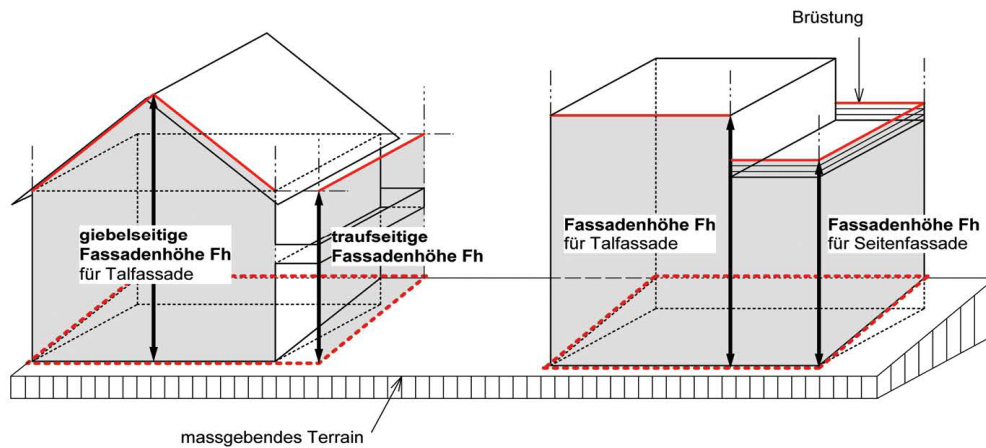 Brüstung
giebelseitige
Fassadenhöhe Fh
für Talfassade
traufseitige
Fassadenhöhe Fh
Fassadenhöhe Fh
für Talfassade
Fassadenhöhe Fh
für Seitenfassade
massgebendes Terrain